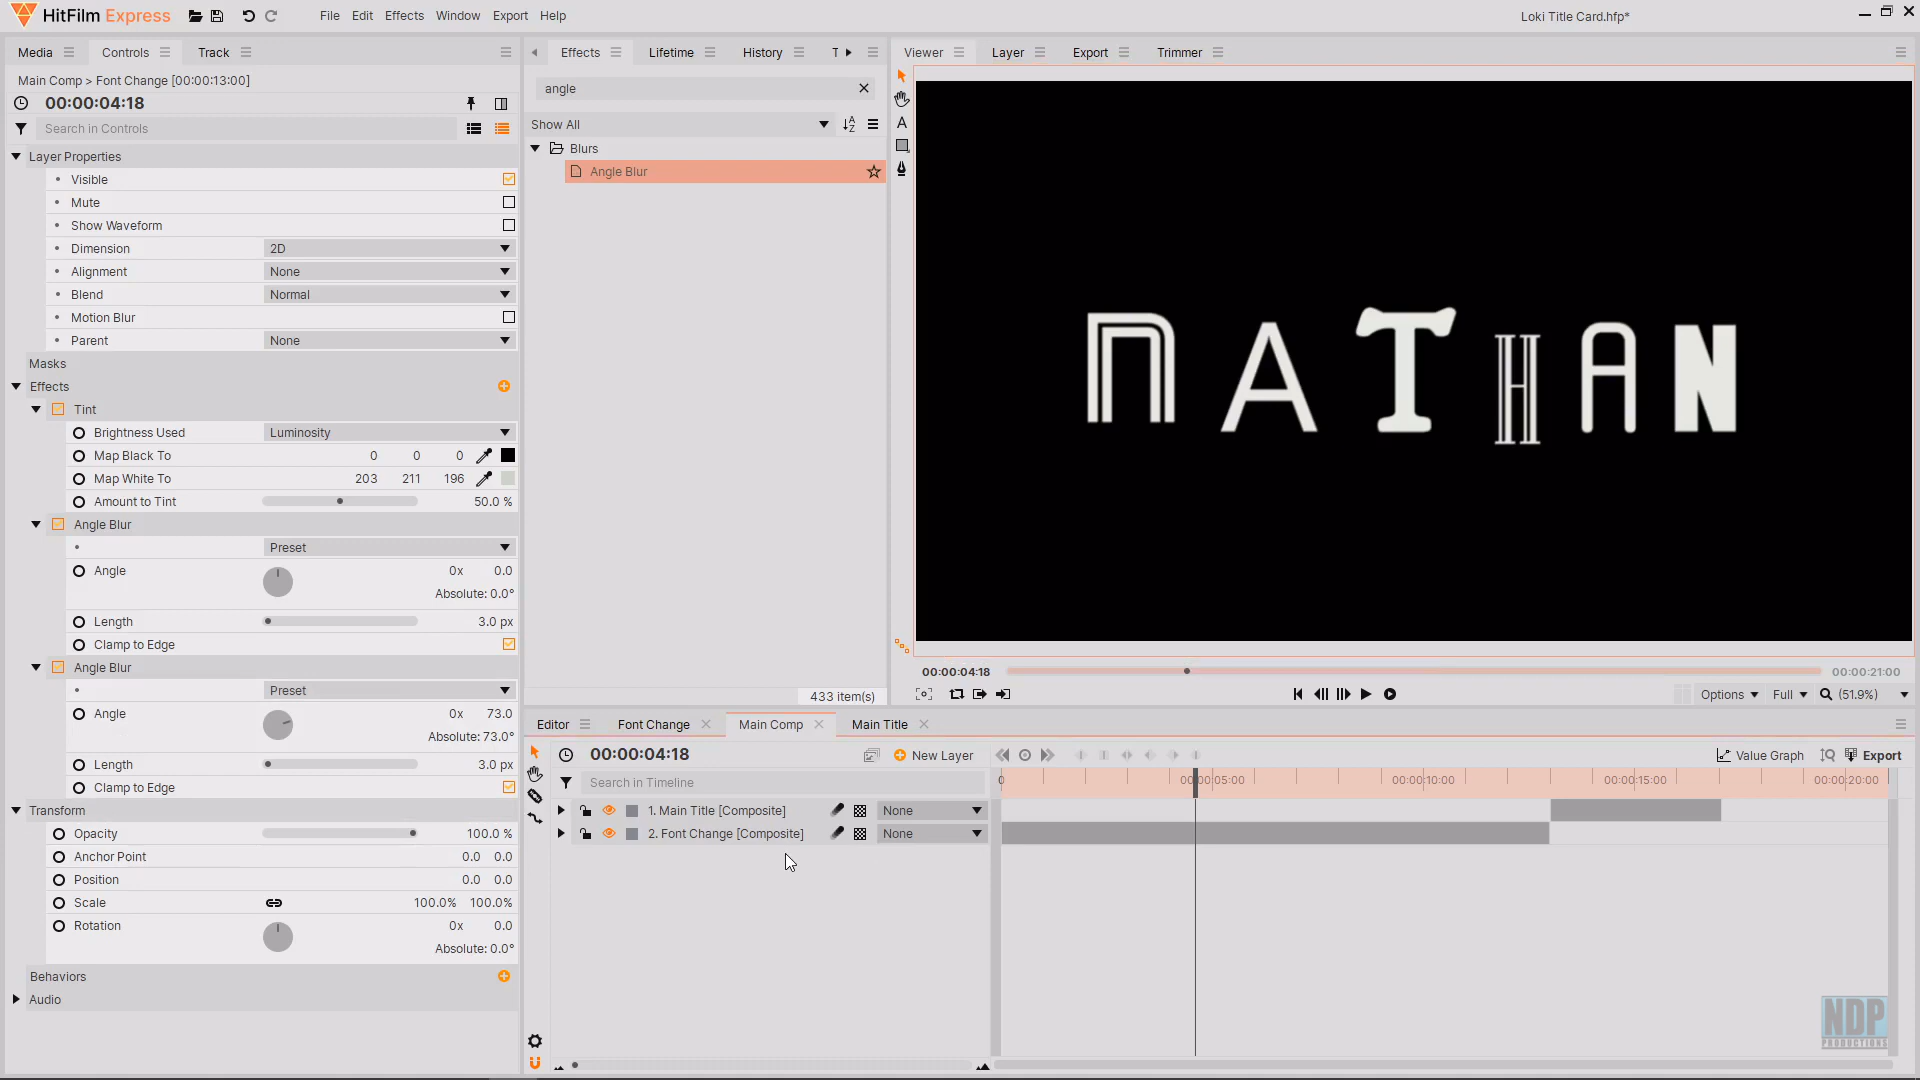 HitFilm Express
File Edit Effects Window Export Help
Loki Title Card.hfp*
Media Controls Track
Effects Lifetime History T
Viewer Layer Export Trimmer
Main Comp > Font Change [00:00:13:00]
00:00:04:18
Search in Controls
Layer Properties
Visible
Mute
Show Waveform
Dimension 2D
Alignment None
Blend Normal
Motion Blur
Parent None
Masks
Effects
Tint
Brightness Used Luminosity
Map Black To 0 0 0
Map White To 203 211 196
Amount to Tint 50.0 %
Angle Blur
Preset
Angle 0x 0.0
Absolute: 0.0°
Length 3.0 px
Clamp to Edge
Angle Blur
Preset
Angle 0x 73.0
Absolute: 73.0°
Length 3.0 px
Clamp to Edge
Transform
Opacity 100.0 %
Anchor Point 0.0 0.0
Position 0.0 0.0
Scale 100.0% 100.0%
Rotation 0x 0.0
Absolute: 0.0°
Behaviors
Audio
angle
Show All
Blurs
Angle Blur
433 item(s)
A
NATHAN
00:00:04:18 00:00:21:00
Options Full (51.9%)
Editor Font Change Main Comp Main Title
00:00:04:18 New Layer Value Graph Export
Search in Timeline
0 00:00:05:00 00:00:10:00 00:00:15:00 00:00:20:00
1. Main Title [Composite] None
2. Font Change [Composite] None
NDP
PRODUCTIONS